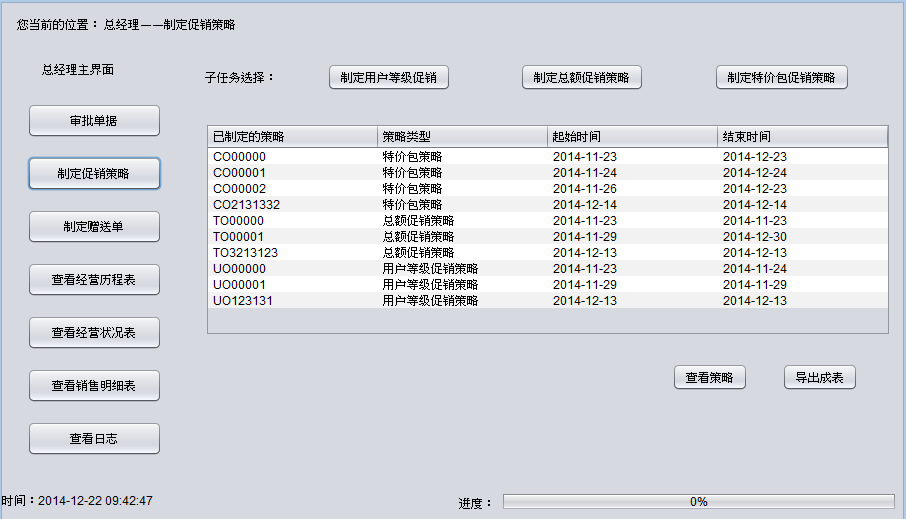 您当前的位置：总经理——制定促销策略
总经理主界面
审批单据
制定促销策略
制定赠送单
查看经营历程表
查看经营状况表
查看销售明细表
查看日志
子任务选择：
制定用户等级促销
制定总额促销策略
制定特价包促销策略
已制定的策略 策略类型 起始时间 结束时间
CO00000 特价包策略 2014-11-23 2014-12-23
CO00001 特价包策略 2014-11-24 2014-12-24
CO00002 特价包策略 2014-11-26 2014-12-23
CO2131332 特价包策略 2014-12-14 2014-12-14
TO00000 总额促销策略 2014-11-23 2014-11-23
TO00001 总额促销策略 2014-11-29 2014-12-30
TO3213123 总额促销策略 2014-12-13 2014-12-13
UO00000 用户等级促销策略 2014-11-23 2014-11-24
UO00001 用户等级促销策略 2014-11-29 2014-11-29
UO123131 用户等级促销策略 2014-12-13 2014-12-13
查看策略
导出成表
时间：2014-12-22 09:42:47
进度： 0%